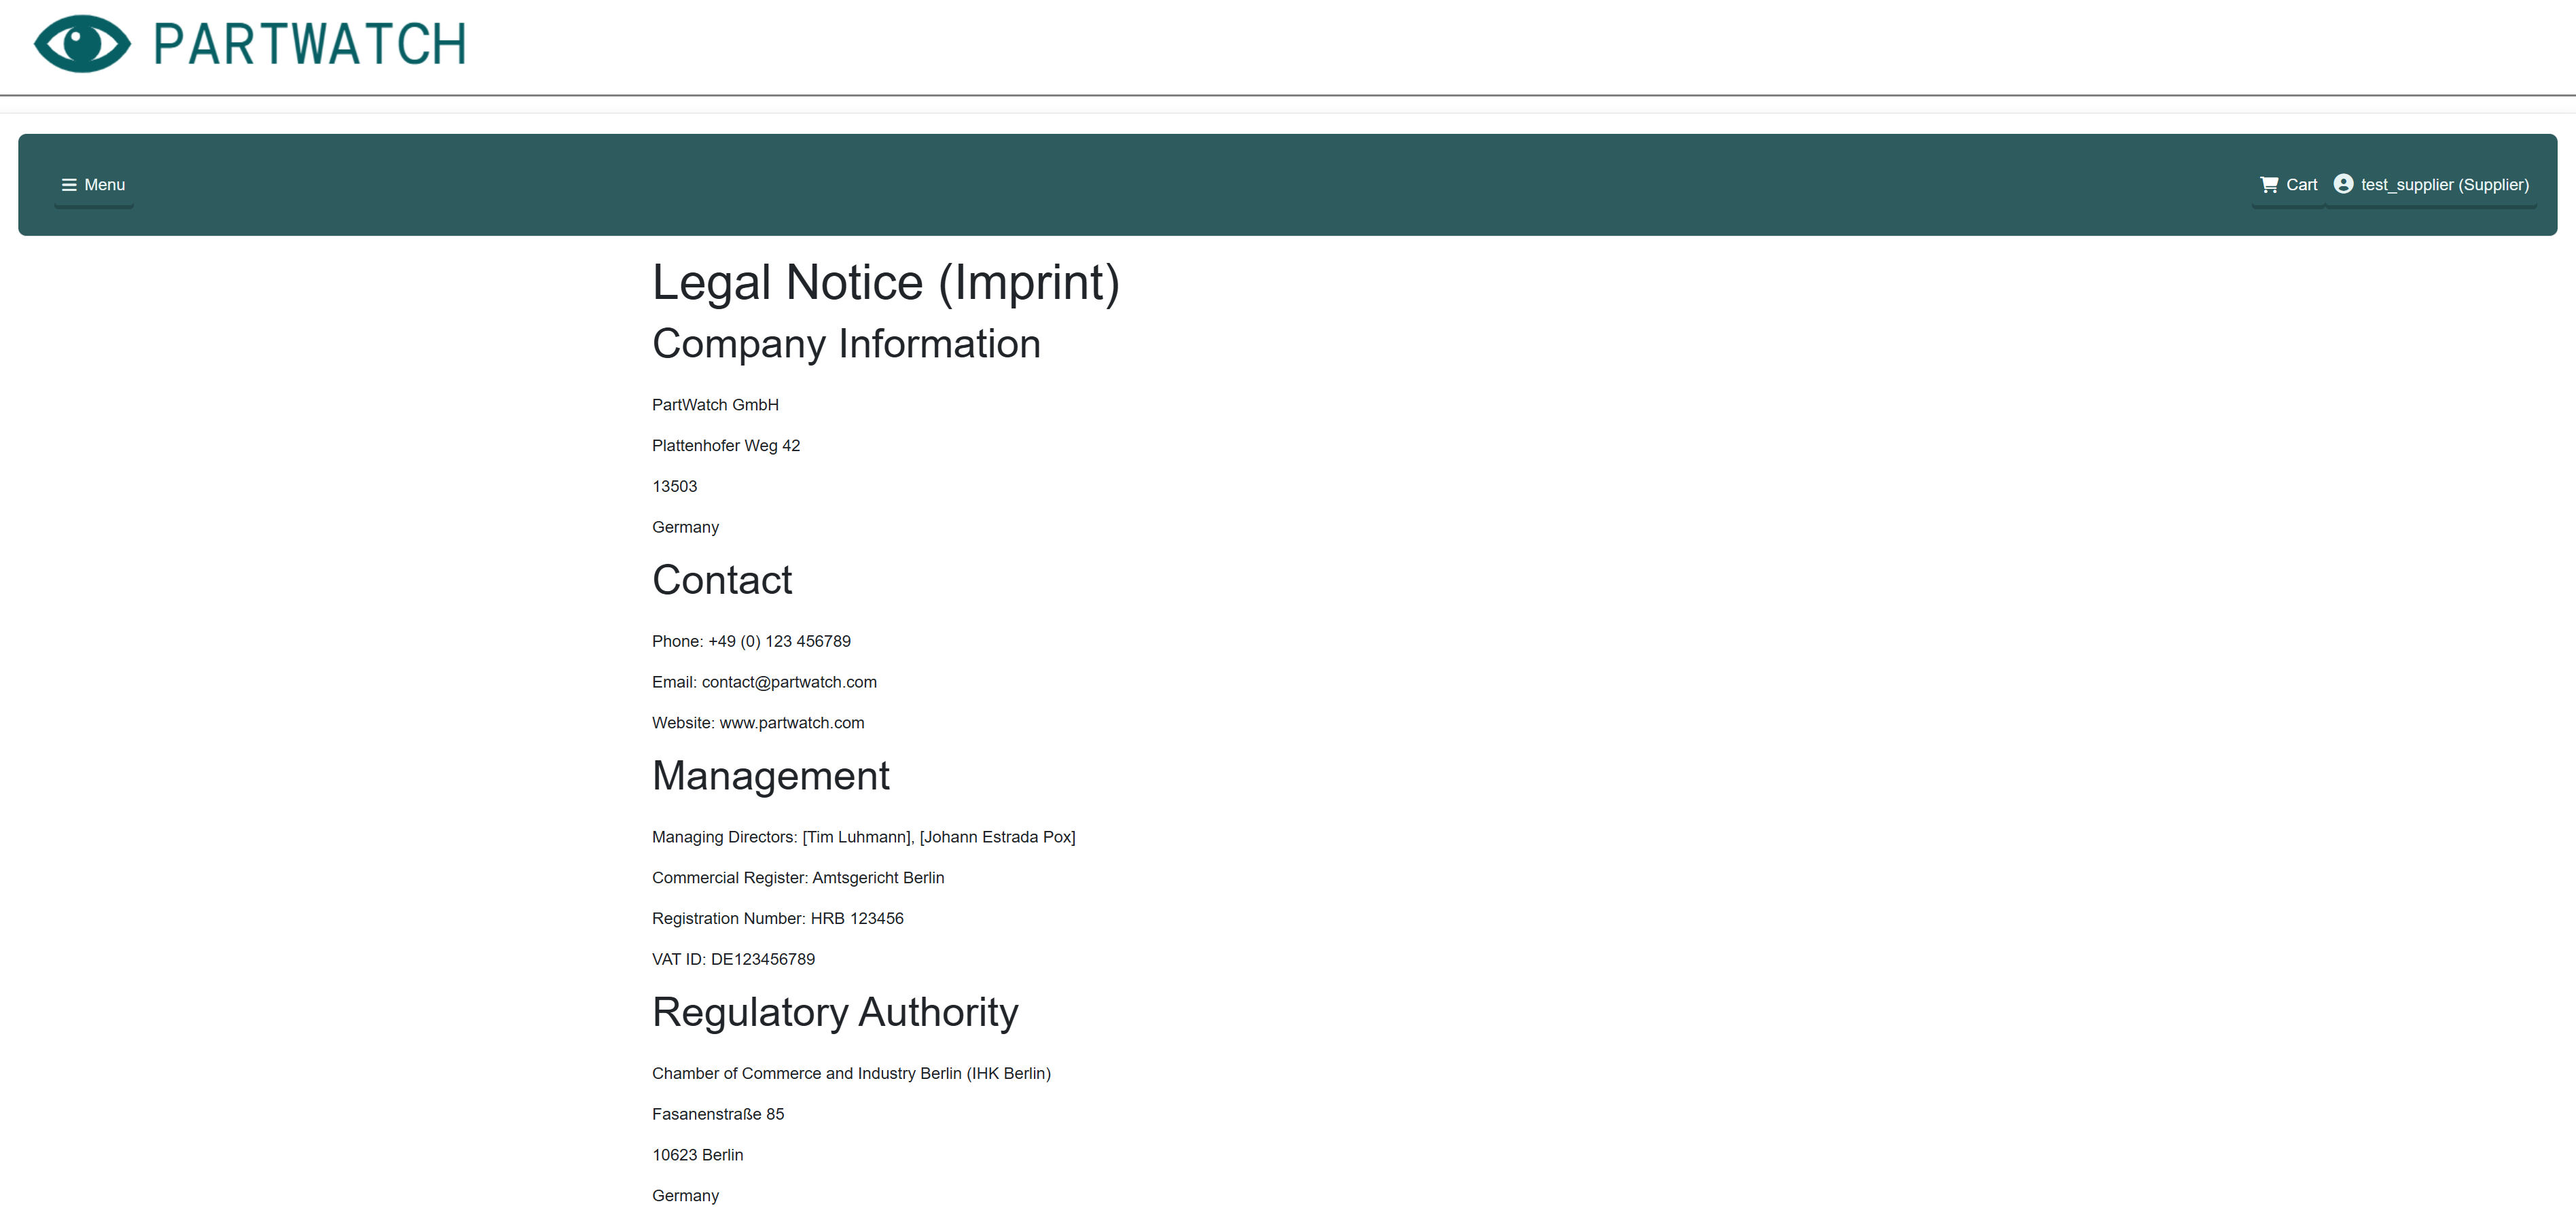 PARTWATCH
Menu
Cart
test_supplier (Supplier)
Legal Notice (Imprint)
Company Information
PartWatch GmbH
Plattenhofer Weg 42
13503
Germany
Contact
Phone: +49 (0) 123 456789
Email: contact@partwatch.com
Website: www.partwatch.com
Management
Managing Directors: [Tim Luhmann], [Johann Estrada Pox]
Commercial Register: Amtsgericht Berlin
Registration Number: HRB 123456
VAT ID: DE123456789
Regulatory Authority
Chamber of Commerce and Industry Berlin (IHK Berlin)
Fasanenstraße 85
10623 Berlin
Germany